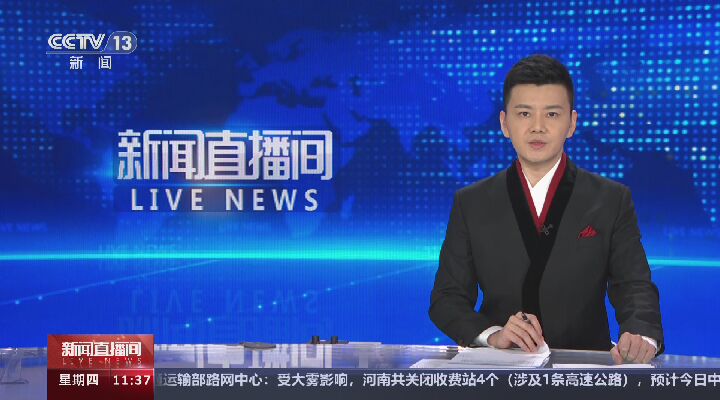 CCTV 13
新闻
新闻直播间
LIVE NEWS
新闻直播间
LIVE NEWS
星期四 11:37
运输部路网中心：受大雾影响，河南共关闭收费站4个（涉及1条高速公路），预计今日中